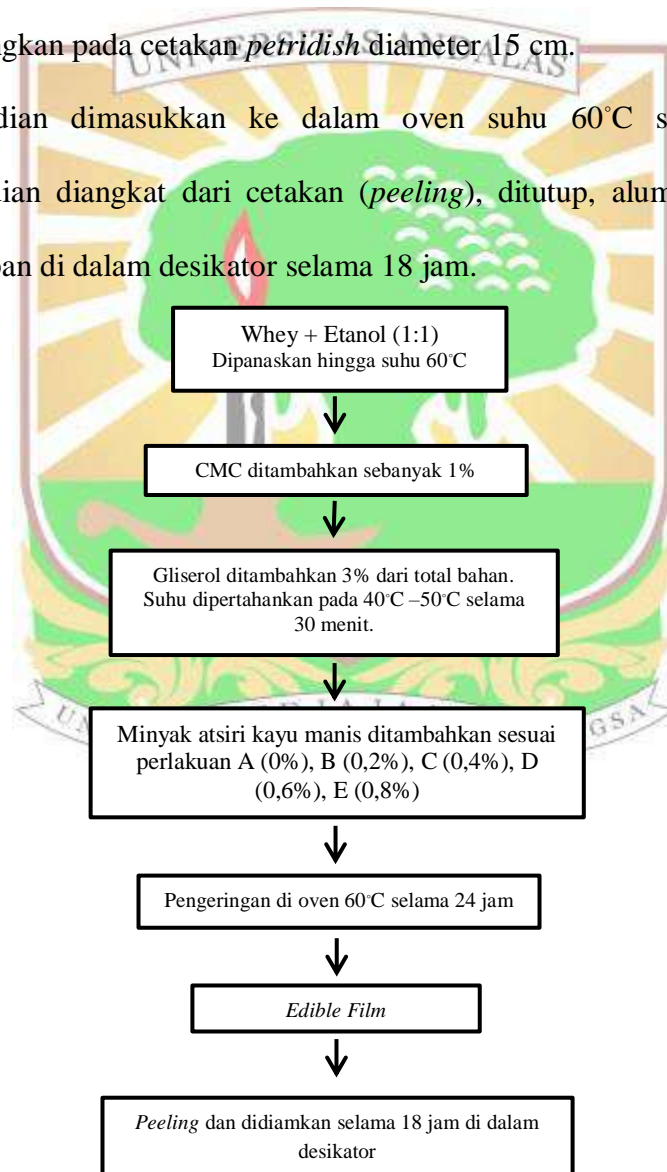 ngkan pada cetakan petridish diameter 15 cm.
UNIVERSITAS ANDALAS
dian dimasukkan ke dalam oven suhu 60°C s
lian diangkat dari cetakan (peeling), ditutup, alum
pan di dalam desikator selama 18 jam.
Whey + Etanol (1:1)
Dipanaskan hingga suhu 60°C
CMC ditambahkan sebanyak 1%
Gliserol ditambahkan 3% dari total bahan.
Suhu dipertahankan pada 40°C –50°C selama
30 menit.
Minyak atsiri kayu manis ditambahkan sesuai
perlakuan A (0%), B (0,2%), C (0,4%), D
(0,6%), E (0,8%)
Pengeringan di oven 60°C selama 24 jam
Edible Film
Peeling dan didiamkan selama 18 jam di dalam
desikator